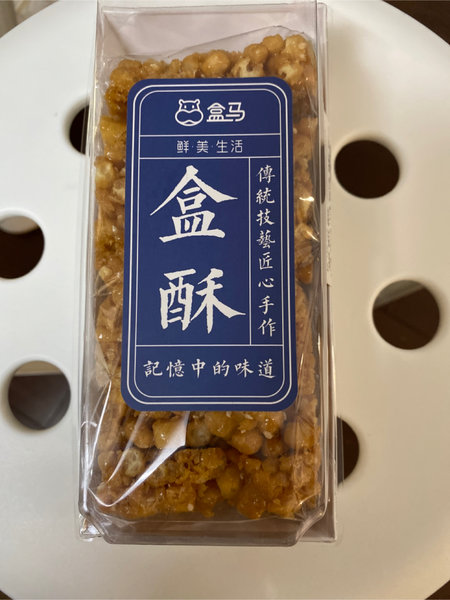 盒马
鲜·美·生活
盒酥
傳統技藝匠心手作
記憶中的味道